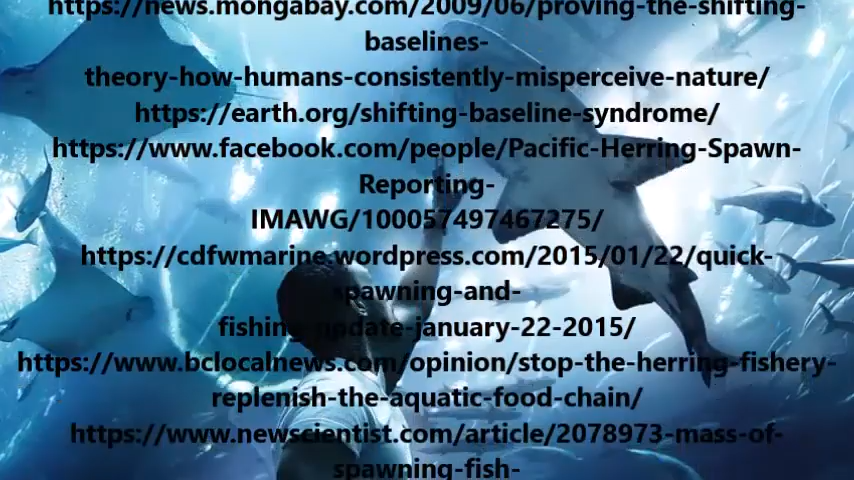 https://news.mongabay.com/2009/06/proving-the-shifting-
baselines-
theory-how-humans-consistently-misperceive-nature/
https://earth.org/shifting-baseline-syndrome/
https://www.facebook.com/people/Pacific-Herring-Spawn-
Reporting-
IMAWG/100057497467275/
https://cdfwmarine.wordpress.com/2015/01/22/quick-
spawning-and-
fishing-update-january-22-2015/
https://www.bclocalnews.com/opinion/stop-the-herring-fishery-
replenish-the-aquatic-food-chain/
https://www.newscientist.com/article/2078973-mass-of-
spawning-fish-